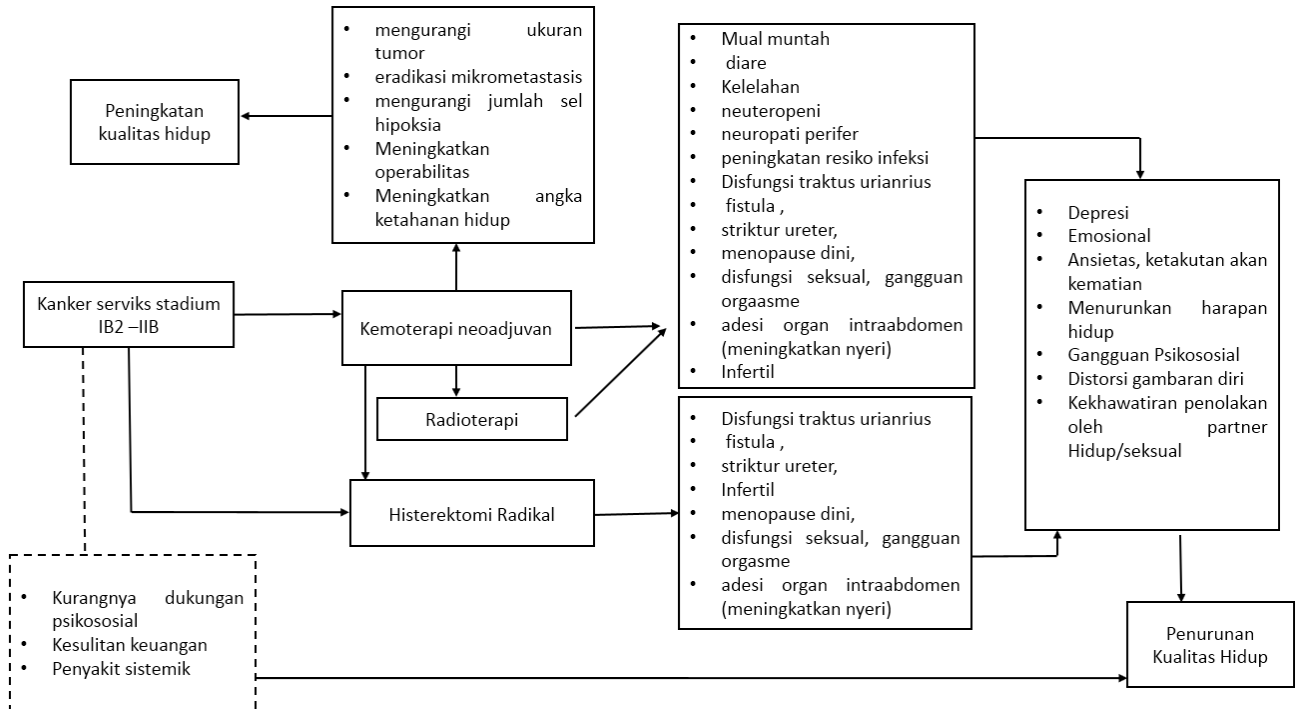 • mengurangi ukuran
tumor
• eradikasi mikrometastasis
• mengurangi jumlah sel
hipoksia
• Meningkatkan
operabilitas
• Meningkatkan angka
ketahanan hidup
Peningkatan
kualitas hidup
• Mual muntah
• diare
• Kelelahan
• neuteropeni
• neuropati perifer
• peningkatan resiko infeksi
• Disfungsi traktus urianrius
• fistula ,
• striktur ureter,
• menopause dini,
• disfungsi seksual, gangguan
orgaasme
• adesi organ intraabdomen
(meningkatkan nyeri)
• Infertil
• Depresi
• Emosional
• Ansietas, ketakutan akan
kematian
• Menurunkan harapan
hidup
• Gangguan Psikososial
• Distorsi gambaran diri
• Kekhawatiran penolakan
oleh partner
Hidup/seksual
Kanker serviks stadium
IB2 –IIB
Kemoterapi neoadjuvan
Radioterapi
Histerektomi Radikal
• Disfungsi traktus urianrius
• fistula ,
• striktur ureter,
• Infertil
• menopause dini,
• disfungsi seksual, gangguan
orgasme
• adesi organ intraabdomen
(meningkatkan nyeri)
• Kurangnya dukungan
psikososial
• Kesulitan keuangan
• Penyakit sistemik
Penurunan
Kualitas Hidup